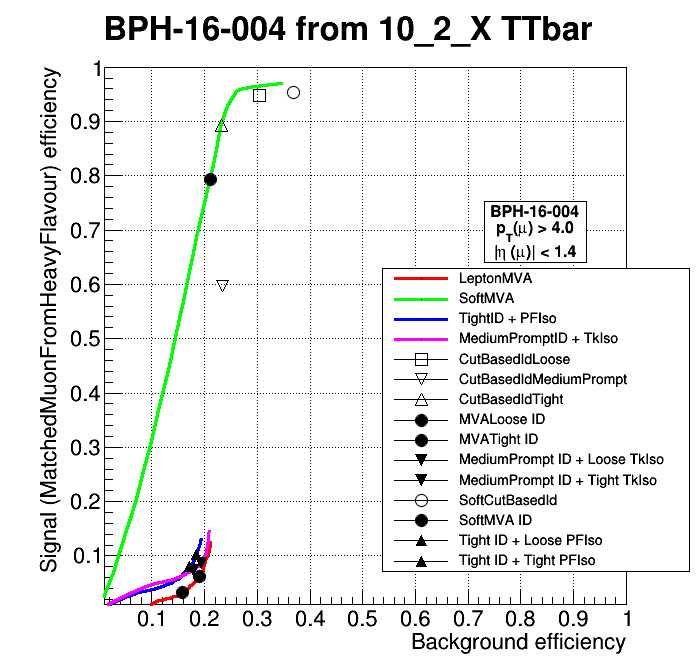 BPH-16-004 from 10_2_X TTbar
Signal (MatchedMuonFromHeavyFlavour) efficiency
1
0.9
0.8
0.7
0.6
0.5
0.4
0.3
0.2
0.1
BPH-16-004
pT(μ) > 4.0
|η (μ)| < 1.4
LeptonMVA
SoftMVA
TightID + PFIso
MediumPromptID + TkIso
CutBasedIdLoose
CutBasedIdMediumPrompt
CutBasedIdTight
MVALoose ID
MVATight ID
MediumPrompt ID + Loose TkIso
MediumPrompt ID + Tight TkIso
SoftCutBasedId
SoftMVA ID
Tight ID + Loose PFIso
Tight ID + Tight PFIso
0.1 0.2 0.3 0.4 0.5 0.6 0.7 0.8 0.9 1
Background efficiency